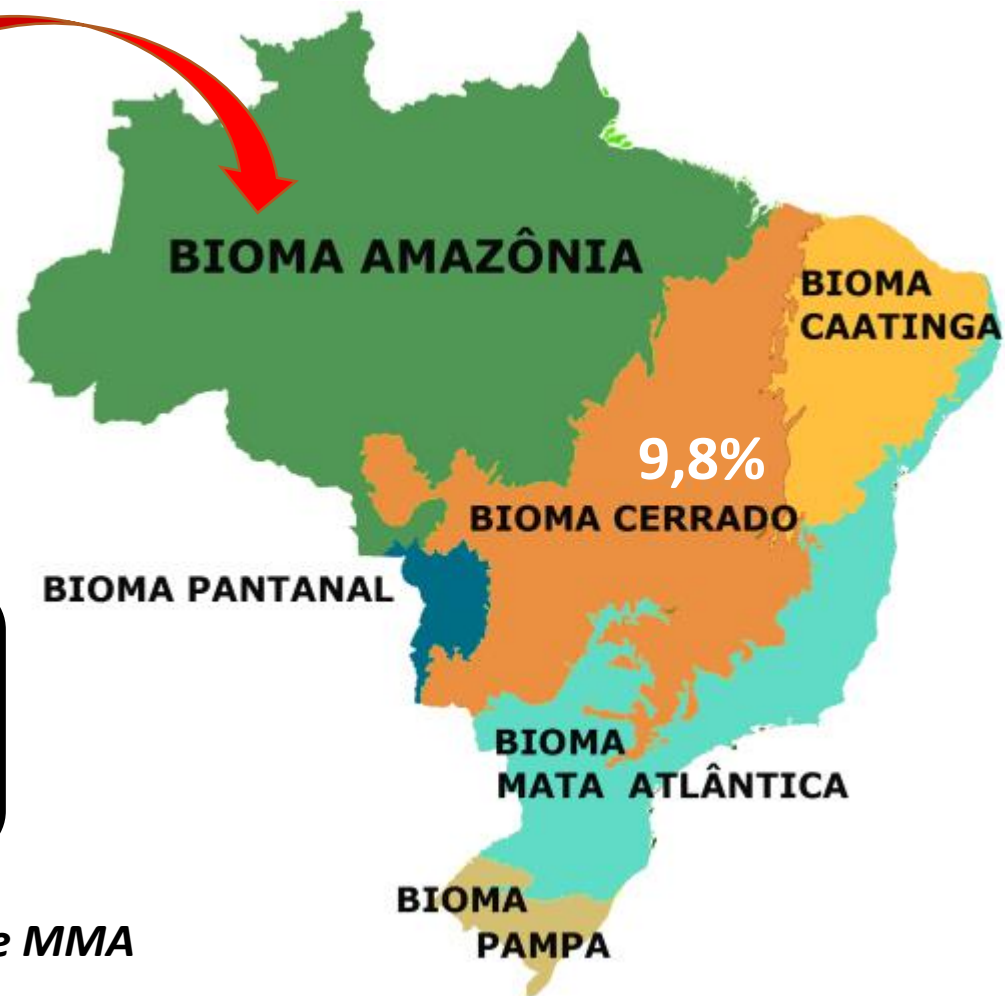 BIOMA AMAZÔNIA
BIOMA
CAATINGA
9,8%
BIOMA CERRADO
BIOMA PANTANAL
BIOMA
MATA ATLÂNTICA
BIOMA
PAMPA
e MMA